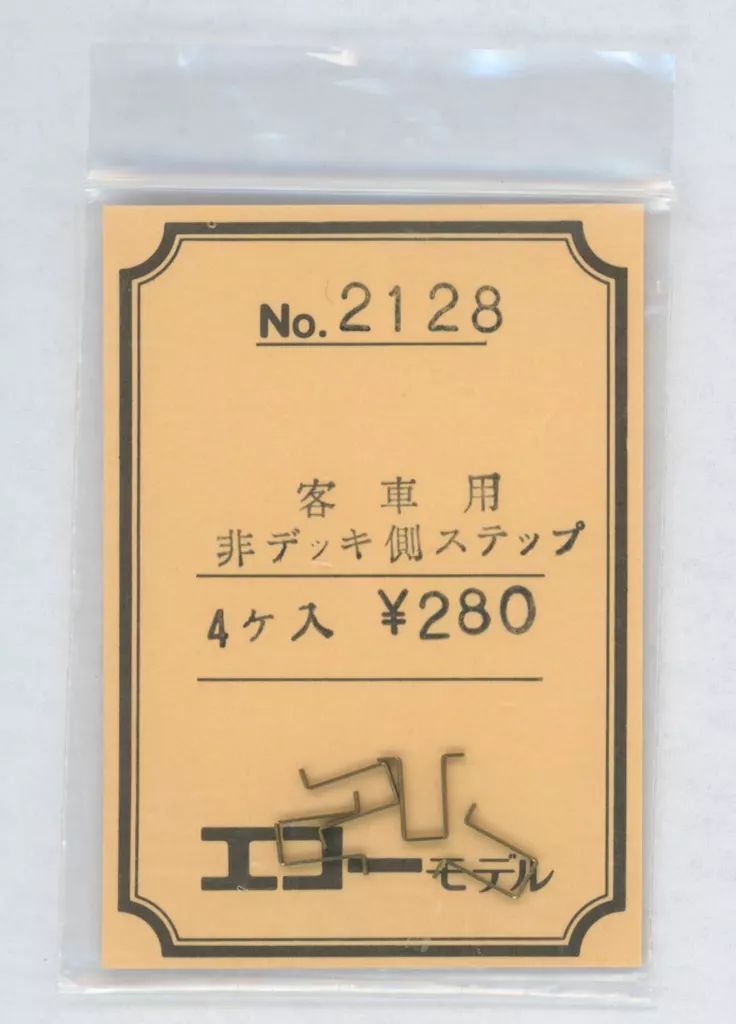 No. 2128
客車用
非デッキ側ステップ
4ケ入 ¥280
エコーモデル